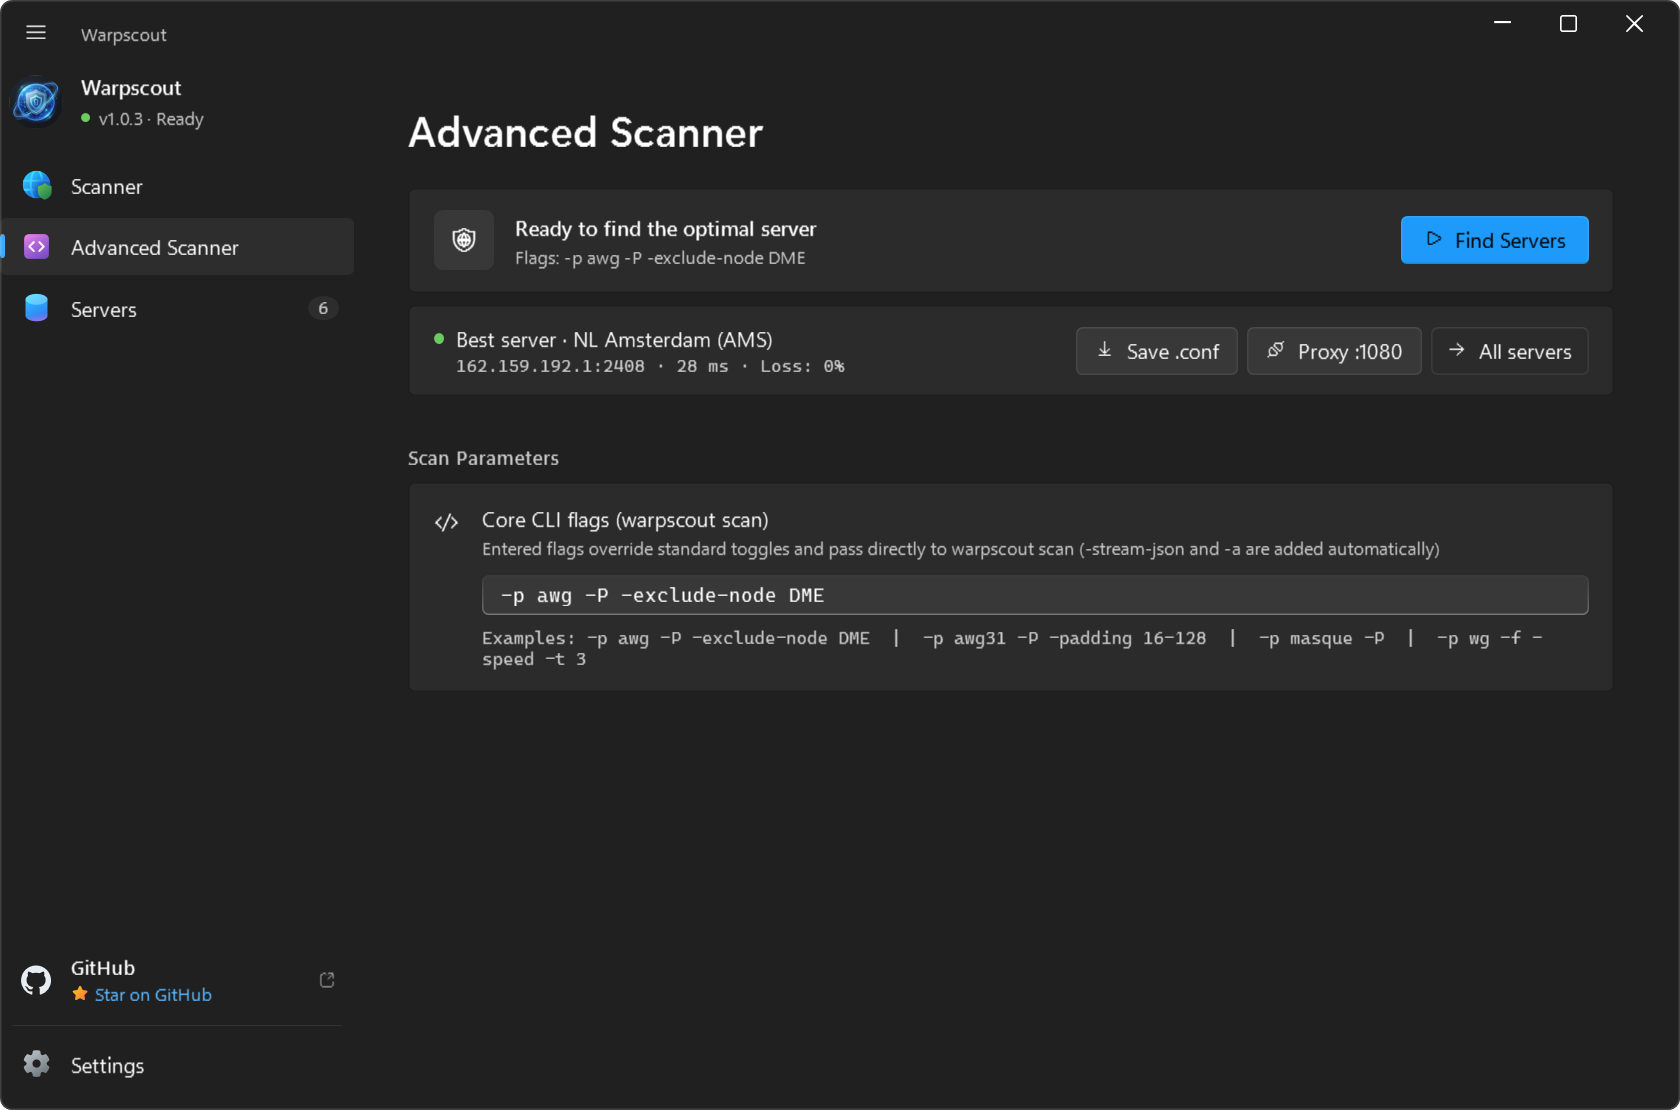 Warpscout
Warpscout
v1.0.3 · Ready
Scanner
Advanced Scanner
Servers
6
GitHub
Star on GitHub
Settings
Advanced Scanner
Ready to find the optimal server
Flags: -p awg -P -exclude-node DME
Find Servers
Best server · NL Amsterdam (AMS)
162.159.192.1:2408 · 28 ms · Loss: 0%
Save .conf
Proxy :1080
All servers
Scan Parameters
Core CLI flags (warpscout scan)
Entered flags override standard toggles and pass directly to warpscout scan (-stream-json and -a are added automatically)
-p awg -P -exclude-node DME
Examples: -p awg -P -exclude-node DME | -p awg31 -P -padding 16-128 | -p masque -P | -p wg -f -
speed -t 3